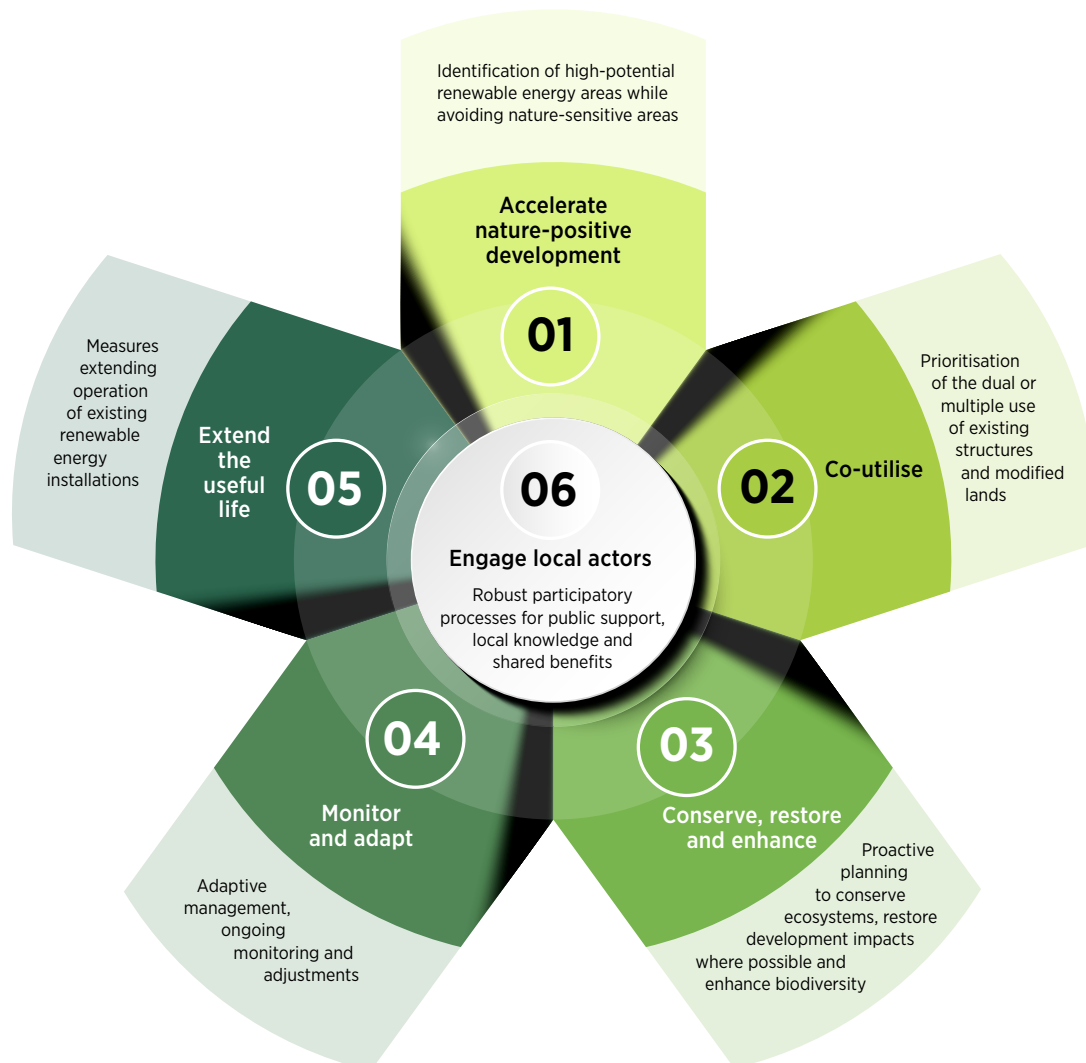 Identification of high-potential
renewable energy areas while
avoiding nature-sensitive areas
Accelerate
nature-positive
development
01
Prioritisation
of the dual or
multiple use
of existing
structures
and modified
lands
02
Co-utilise
03
Conserve, restore
and enhance
Proactive
planning
to conserve
ecosystems, restore
development impacts
where possible and
enhance biodiversity
04
Monitor
and adapt
Adaptive
management,
ongoing
monitoring and
adjustments
Measures
extending
operation
of existing
renewable
energy
installations
Extend
the
useful
life
05
06
Engage local actors
Robust participatory
processes for public support,
local knowledge and
shared benefits